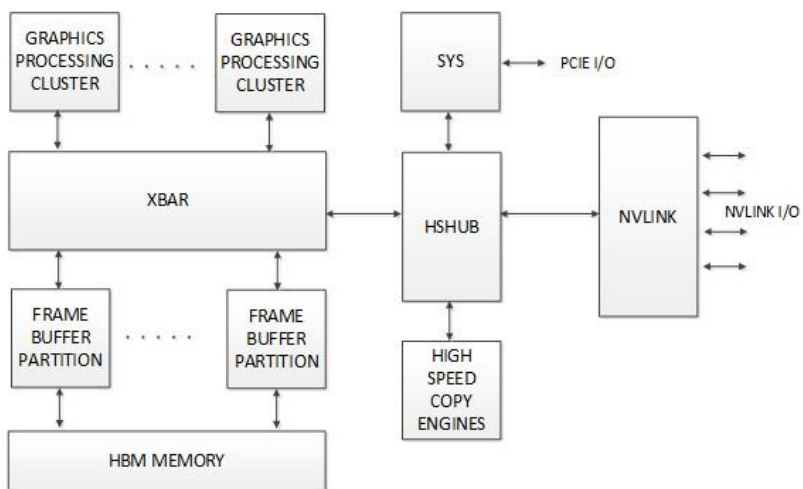 GRAPHICS
PROCESSING
CLUSTER
GRAPHICS
PROCESSING
CLUSTER
SYS
PCIE I/O
XBAR
HSHUB
NVLINK
NVLINK I/O
FRAME
BUFFER
PARTITION
FRAME
BUFFER
PARTITION
HIGH
SPEED
COPY
ENGINES
HBM MEMORY